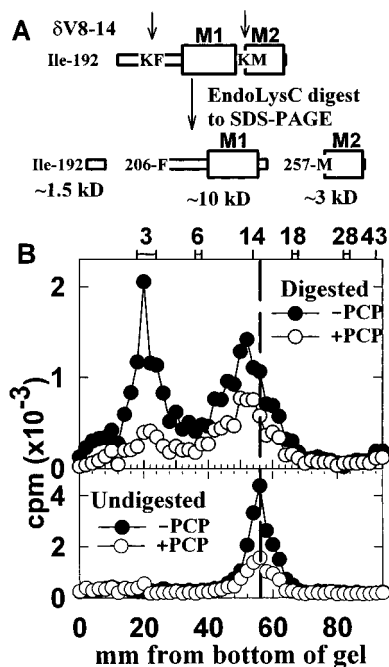 A
δV8-14
M1 M2
Ile-192 KF KM
EndoLysC digest
to SDS-PAGE
M1 M2
Ile-192 206-F 257-M
~1.5 kD ~10 kD ~3 kD
3 6 14 18 28 43
B
2
Digested
-PCP
+PCP
1
0
cpm (x10⁻³)
Undigested
6
-PCP
+PCP
4
2
0
0 20 40 60 80
mm from bottom of gel